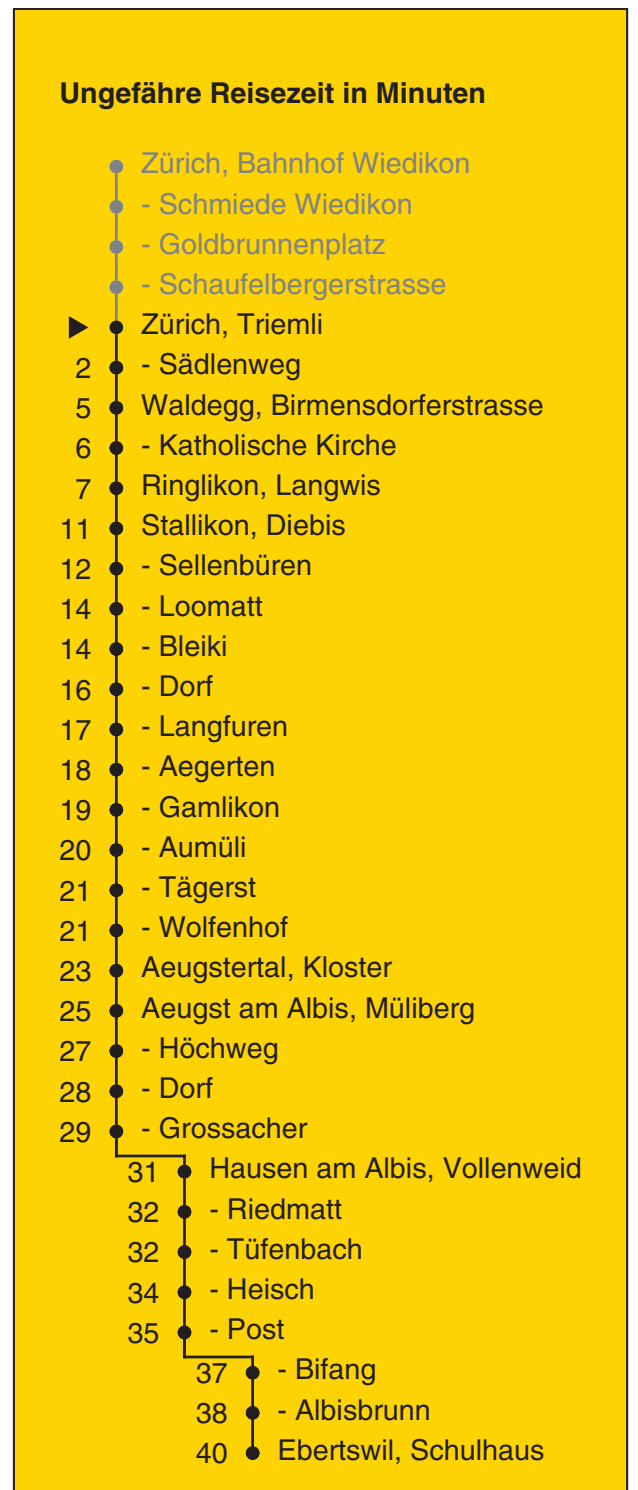 Ungefähre Reisezeit in Minuten
Zürich, Bahnhof Wiedikon
- Schmiede Wiedikon
- Goldbrunnenplatz
- Schaufelbergerstrasse
Zürich, Triemli
2 - Sädlenweg
5 Waldegg, Birmensdorferstrasse
6 - Katholische Kirche
7 Ringlikon, Langwis
11 Stallikon, Diebis
12 - Sellenbüren
14 - Loomatt
14 - Bleiki
16 - Dorf
17 - Langfuren
18 - Aegerten
19 - Gamlikon
20 - Aumüli
21 - Tägerst
21 - Wolfenhof
23 Aeugstertal, Kloster
25 Aeugst am Albis, Müliberg
27 - Höchweg
28 - Dorf
29 - Grossacher
31 Hausen am Albis, Vollenweid
32 - Riedmatt
32 - Tüfenbach
34 - Heisch
35 - Post
37 - Bifang
38 - Albisbrunn
40 Ebertswil, Schulhaus